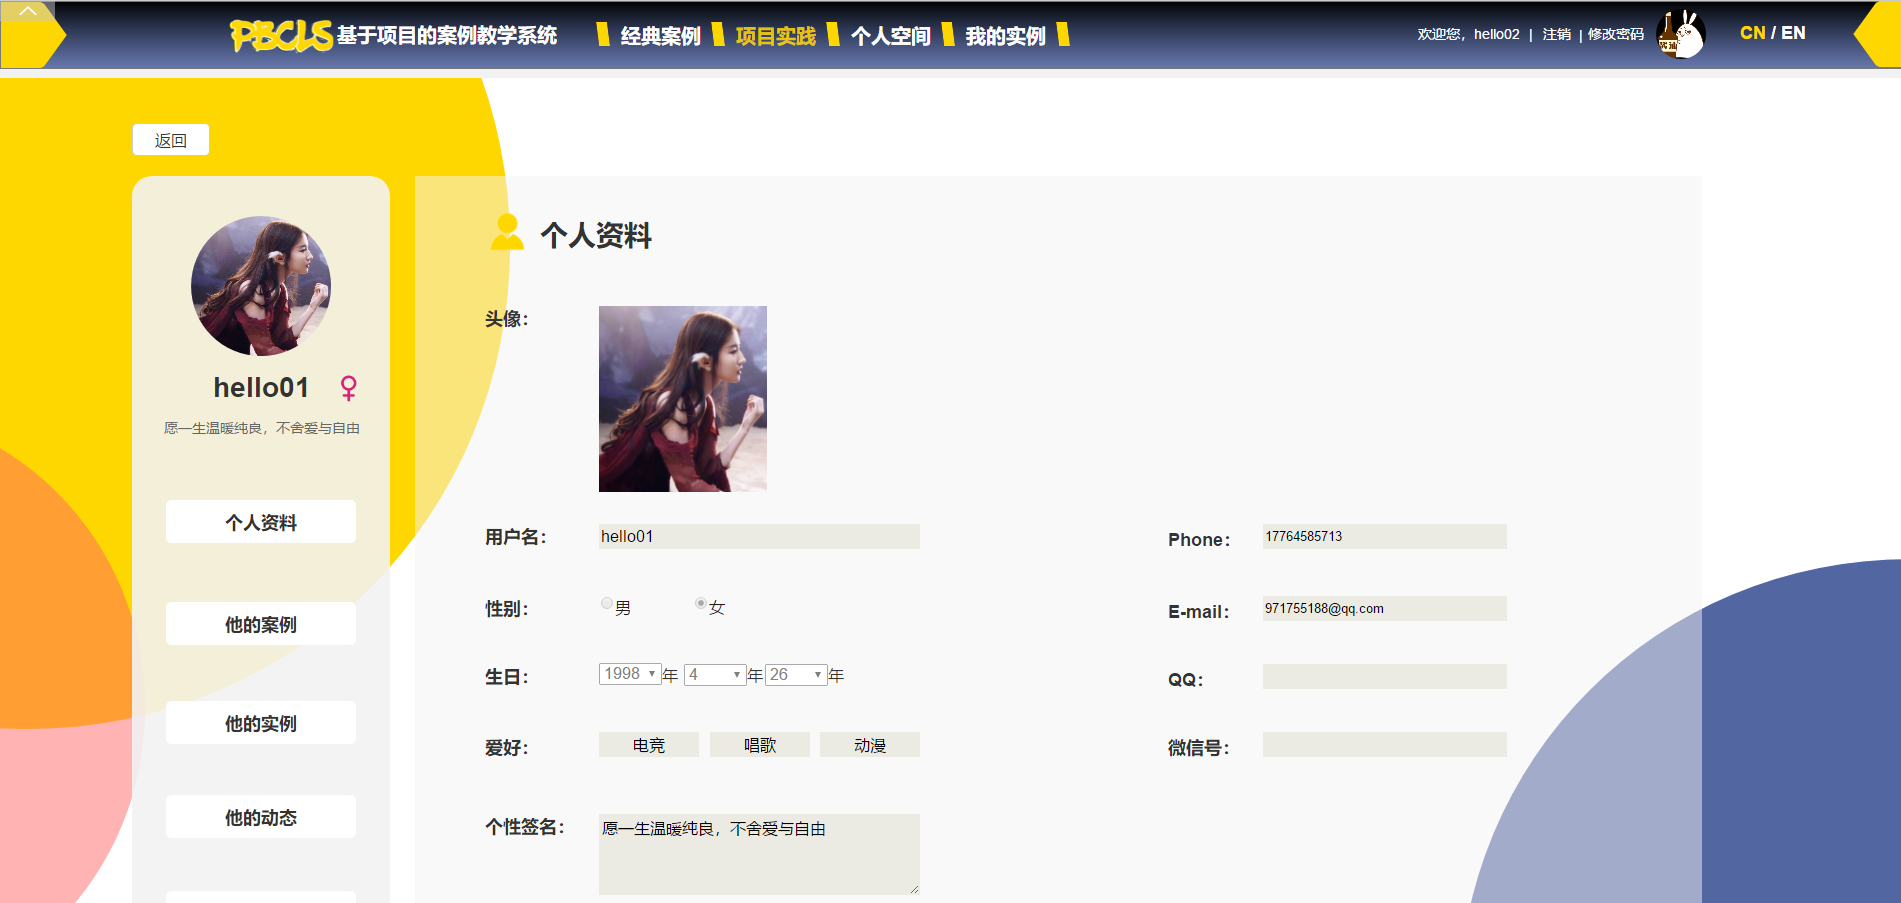 PBCLS 基于项目的案例教学系统 经典案例 项目实践 个人空间 我的实例 欢迎您，hello02 | 注销 | 修改密码 CN / EN
返回
hello01
愿一生温暖纯良，不舍爱与自由
个人资料
他的案例
他的实例
他的动态
个人资料
头像：
用户名： hello01 Phone： 17764585713
性别： 男 女 E-mail： 971755188@qq.com
生日： 1998 年 4 年 26 年 QQ：
爱好： 电竞 唱歌 动漫 微信号：
个性签名： 愿一生温暖纯良，不舍爱与自由